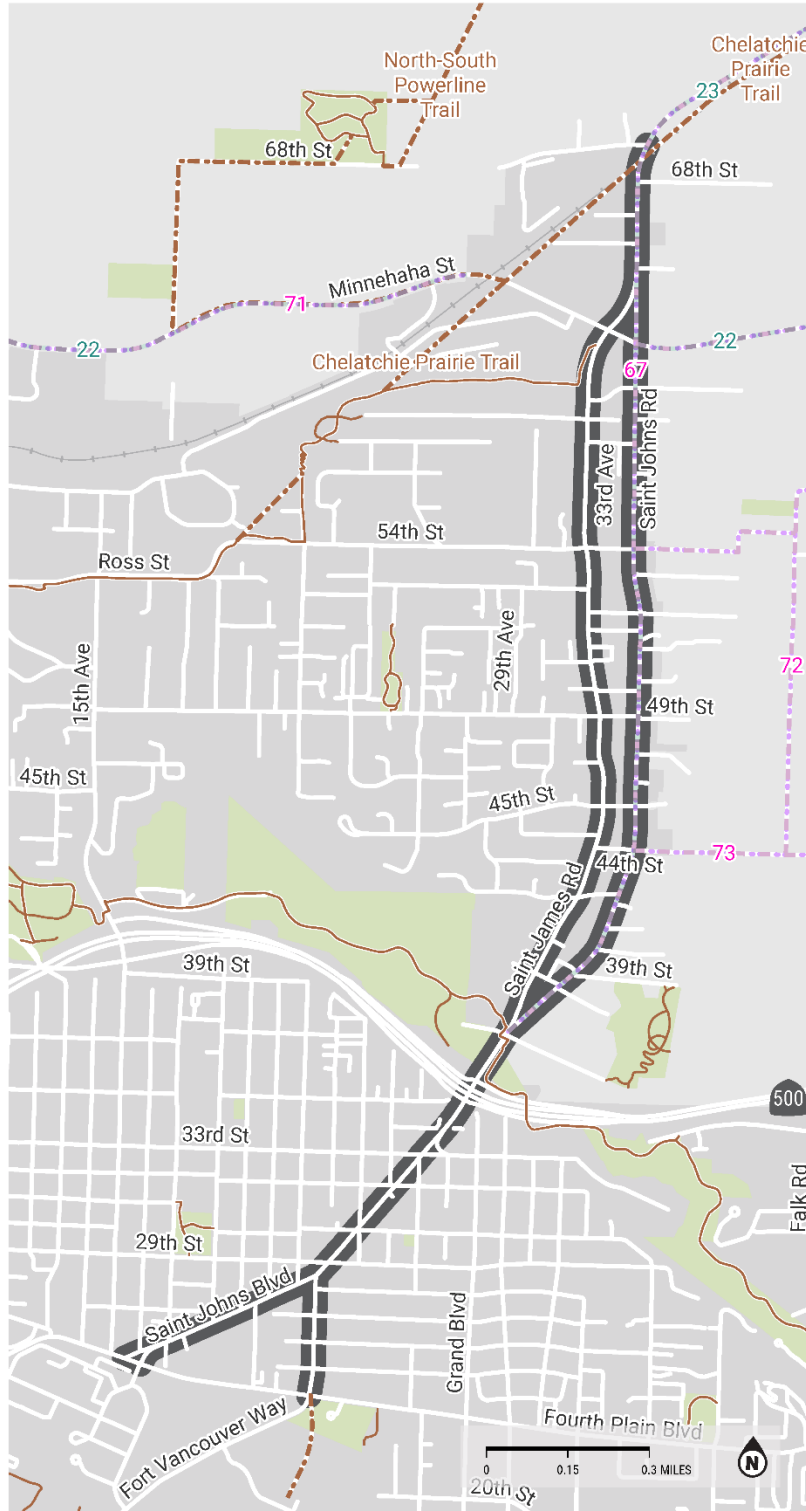 North-South
Powerline
Trail
Chelatchie
Prairie
Trail
23
68th St
68th St
Minnehaha St
71
22
22
Chelatchie Prairie Trail
67
Saint Johns Rd
33rd Ave
54th St
Ross St
29th Ave
15th Ave
72
49th St
45th St
45th St
73
44th St
Saint James Rd
39th St
39th St
500
33rd St
Falk Rd
29th St
Saint Johns Blvd
Grand Blvd
Fort Vancouver Way
Fourth Plain Blvd
20th St
0 0.15 0.3 MILES
N